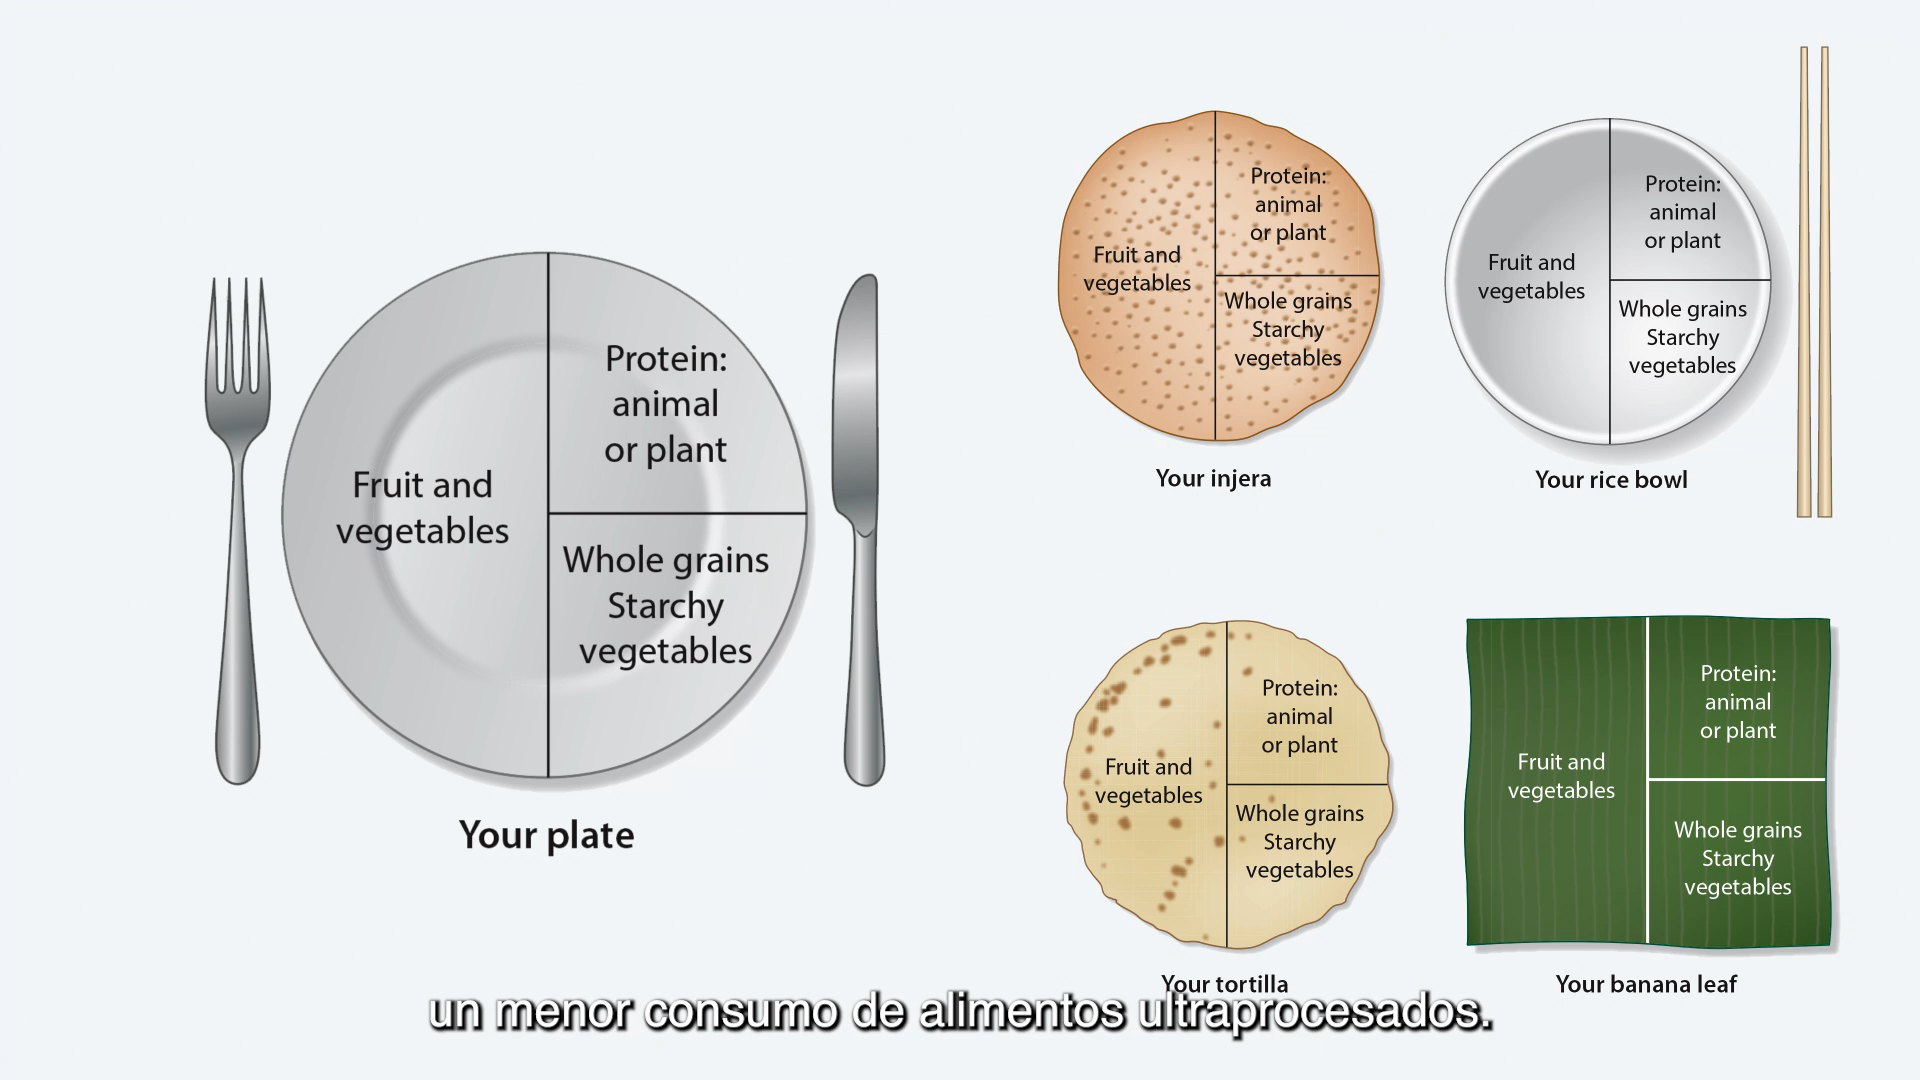 Fruit and
vegetables
Protein:
animal
or plant
Whole grains
Starchy
vegetables
Your plate
Fruit and
vegetables
Protein:
animal
or plant
Whole grains
Starchy
vegetables
Your injera
Fruit and
vegetables
Protein:
animal
or plant
Whole grains
Starchy
vegetables
Your rice bowl
Fruit and
vegetables
Protein:
animal
or plant
Whole grains
Starchy
vegetables
Your tortilla
Fruit and
vegetables
Protein:
animal
or plant
Whole grains
Starchy
vegetables
Your banana leaf
un menor consumo de alimentos ultraprocesados.